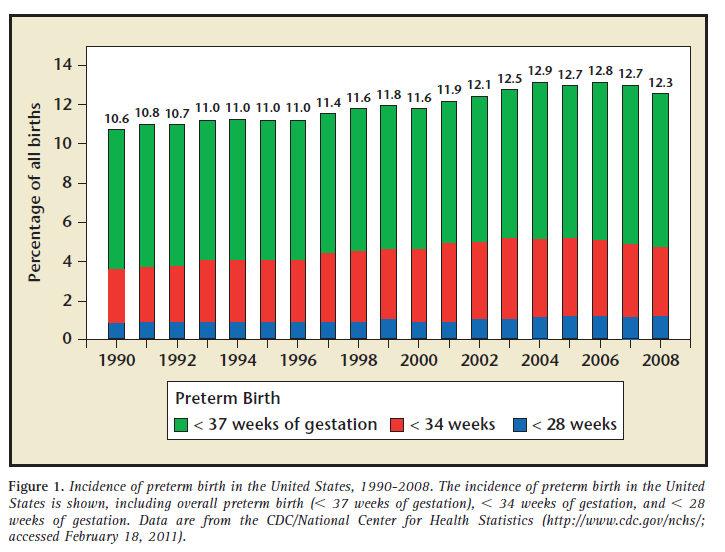 14
12
10
8
6
4
2
0
Percentage of all births
10.6 10.8 10.7 11.0 11.0 11.0 11.0 11.4 11.6 11.8 11.6 11.9 12.1 12.5 12.9 12.7 12.8 12.7 12.3
1990 1992 1994 1996 1998 2000 2002 2004 2006 2008
Preterm Birth
< 37 weeks of gestation < 34 weeks < 28 weeks
Figure 1. Incidence of preterm birth in the United States, 1990-2008. The incidence of preterm birth in the United
States is shown, including overall preterm birth (< 37 weeks of gestation), < 34 weeks of gestation, and < 28
weeks of gestation. Data are from the CDC/National Center for Health Statistics (http://www.cdc.gov/nchs/;
accessed February 18, 2011).